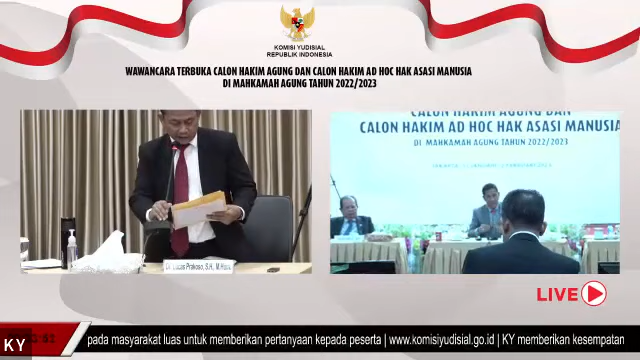 KOMISI YUDISIAL
REPUBLIK INDONESIA
WAWANCARA TERBUKA CALON HAKIM AGUNG DAN CALON HAKIM AD HOC HAK ASASI MANUSIA
DI MAHKAMAH AGUNG TAHUN 2022/2023
CALON HAKIM AGUNG DAN
CALON HAKIM AD HOC HAK ASASI MANUSIA
DI MAHKAMAH AGUNG TAHUN 2022/2023
Prakoso, S.H., M.Hum.
LIVE
KY
pada masyarakat luas untuk memberikan pertanyaan kepada peserta | www.komisiyudisial.go.id | KY memberikan kesempatan